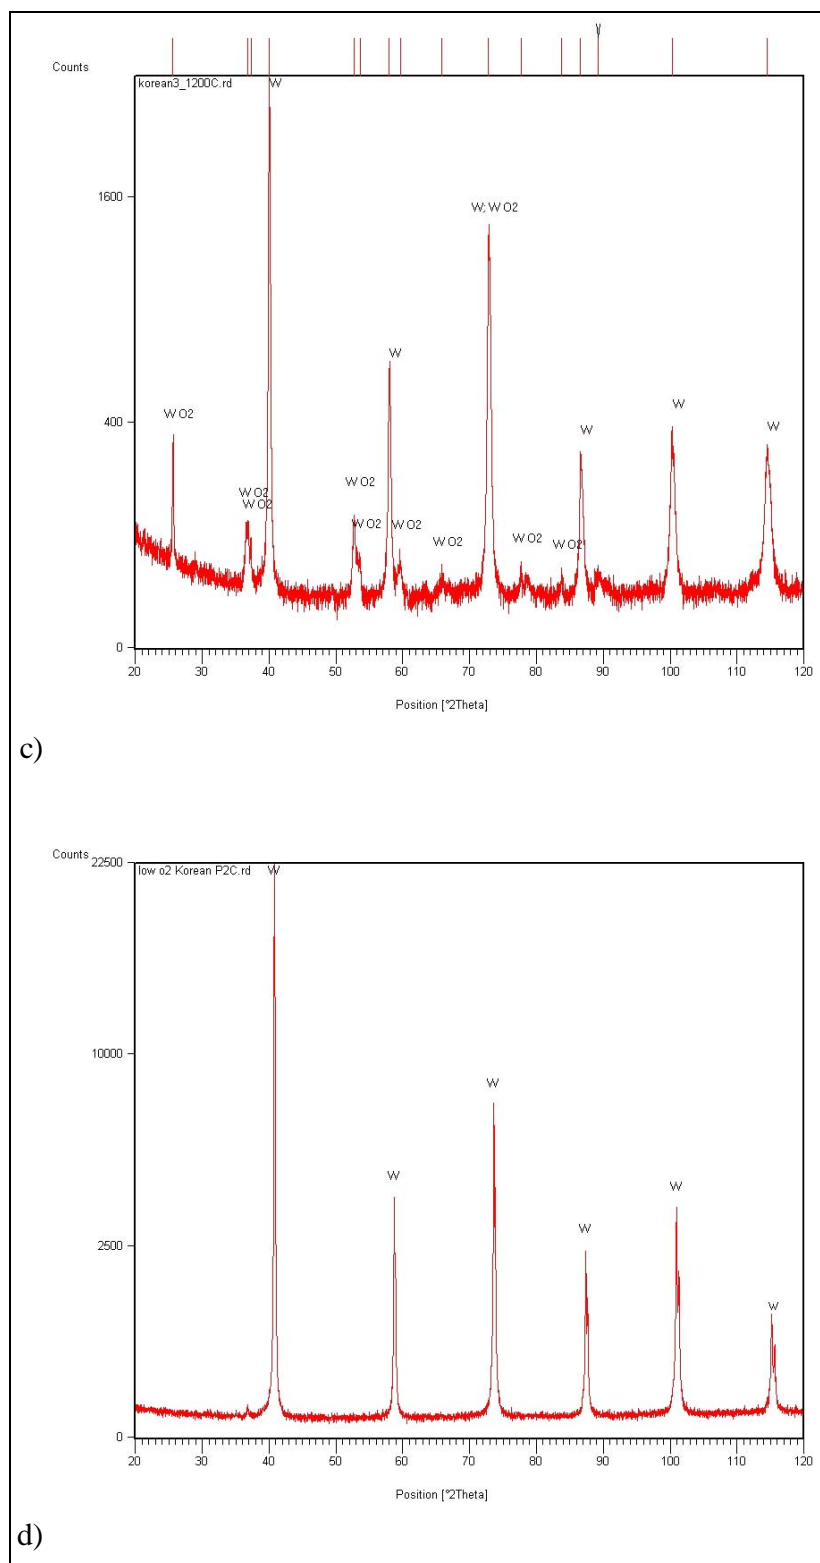 V
Counts
korean3_1200C.rd
W
1600
W; W O2
W
400
W O2
W
W
W
W O2
W O2
W O2
W O2
W O2
W O2
W O2
W O2
0
20 30 40 50 60 70 80 90 100 110 120
Position [°2Theta]
c)
Counts
22500
low o2 Korean P2C.rd
W
10000
W
W
W
2500
W
W
0
20 30 40 50 60 70 80 90 100 110 120
Position [°2Theta]
d)